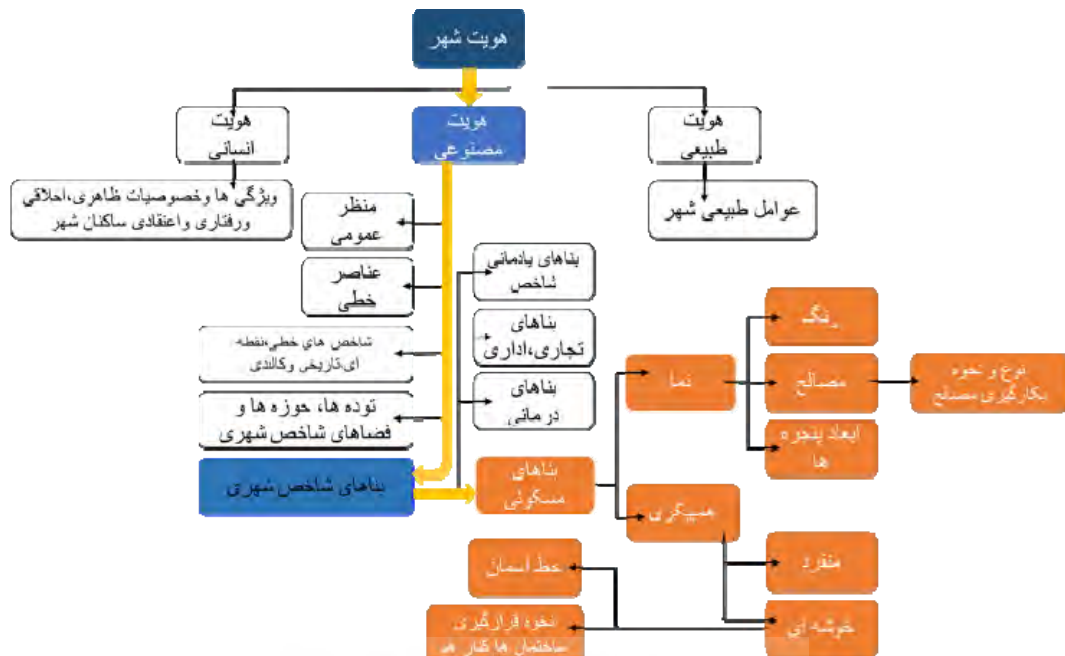 هویت شهر
هویت
انسانی
هویت
مصنوعی
هویت
طبیعی
ویژگی ها وخصوصیات ظاهری،اخلاقی
ورفتاری واعتقادی ساکنان شهر
عوامل طبیعی شهر
منظر
عمومی
عناصر
خطی
شاخص های خطی،نقطه
ای،تاریخی وکالبدی
توده ها، حوزه ها و
فضاهای شاخص شهری
بناهای شاخص شهری
بناهای یادمانی
شاخص
بناهای
تجاری،اداری
بناهای
درمانی
بناهای
مسکونی
نما
همسایگی
رنگ
مصالح
ابعاد پنجره
ها
نوع و نحوه
بکارگیری مصالح
منفرد
خوشه ای
خط آسمان
نحوه قرارگیری
ساختمان ها کنار هم